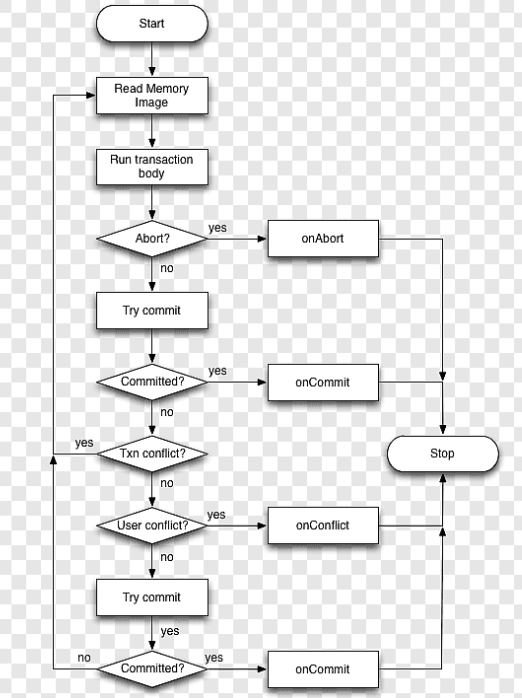 Start
Read Memory
Image
Run transaction
body
Abort?
yes
onAbort
no
Try commit
Committed?
yes
onCommit
no
yes
Txn conflict?
Stop
no
User conflict?
yes
onConflict
no
Try commit
yes
no
Committed?
yes
onCommit